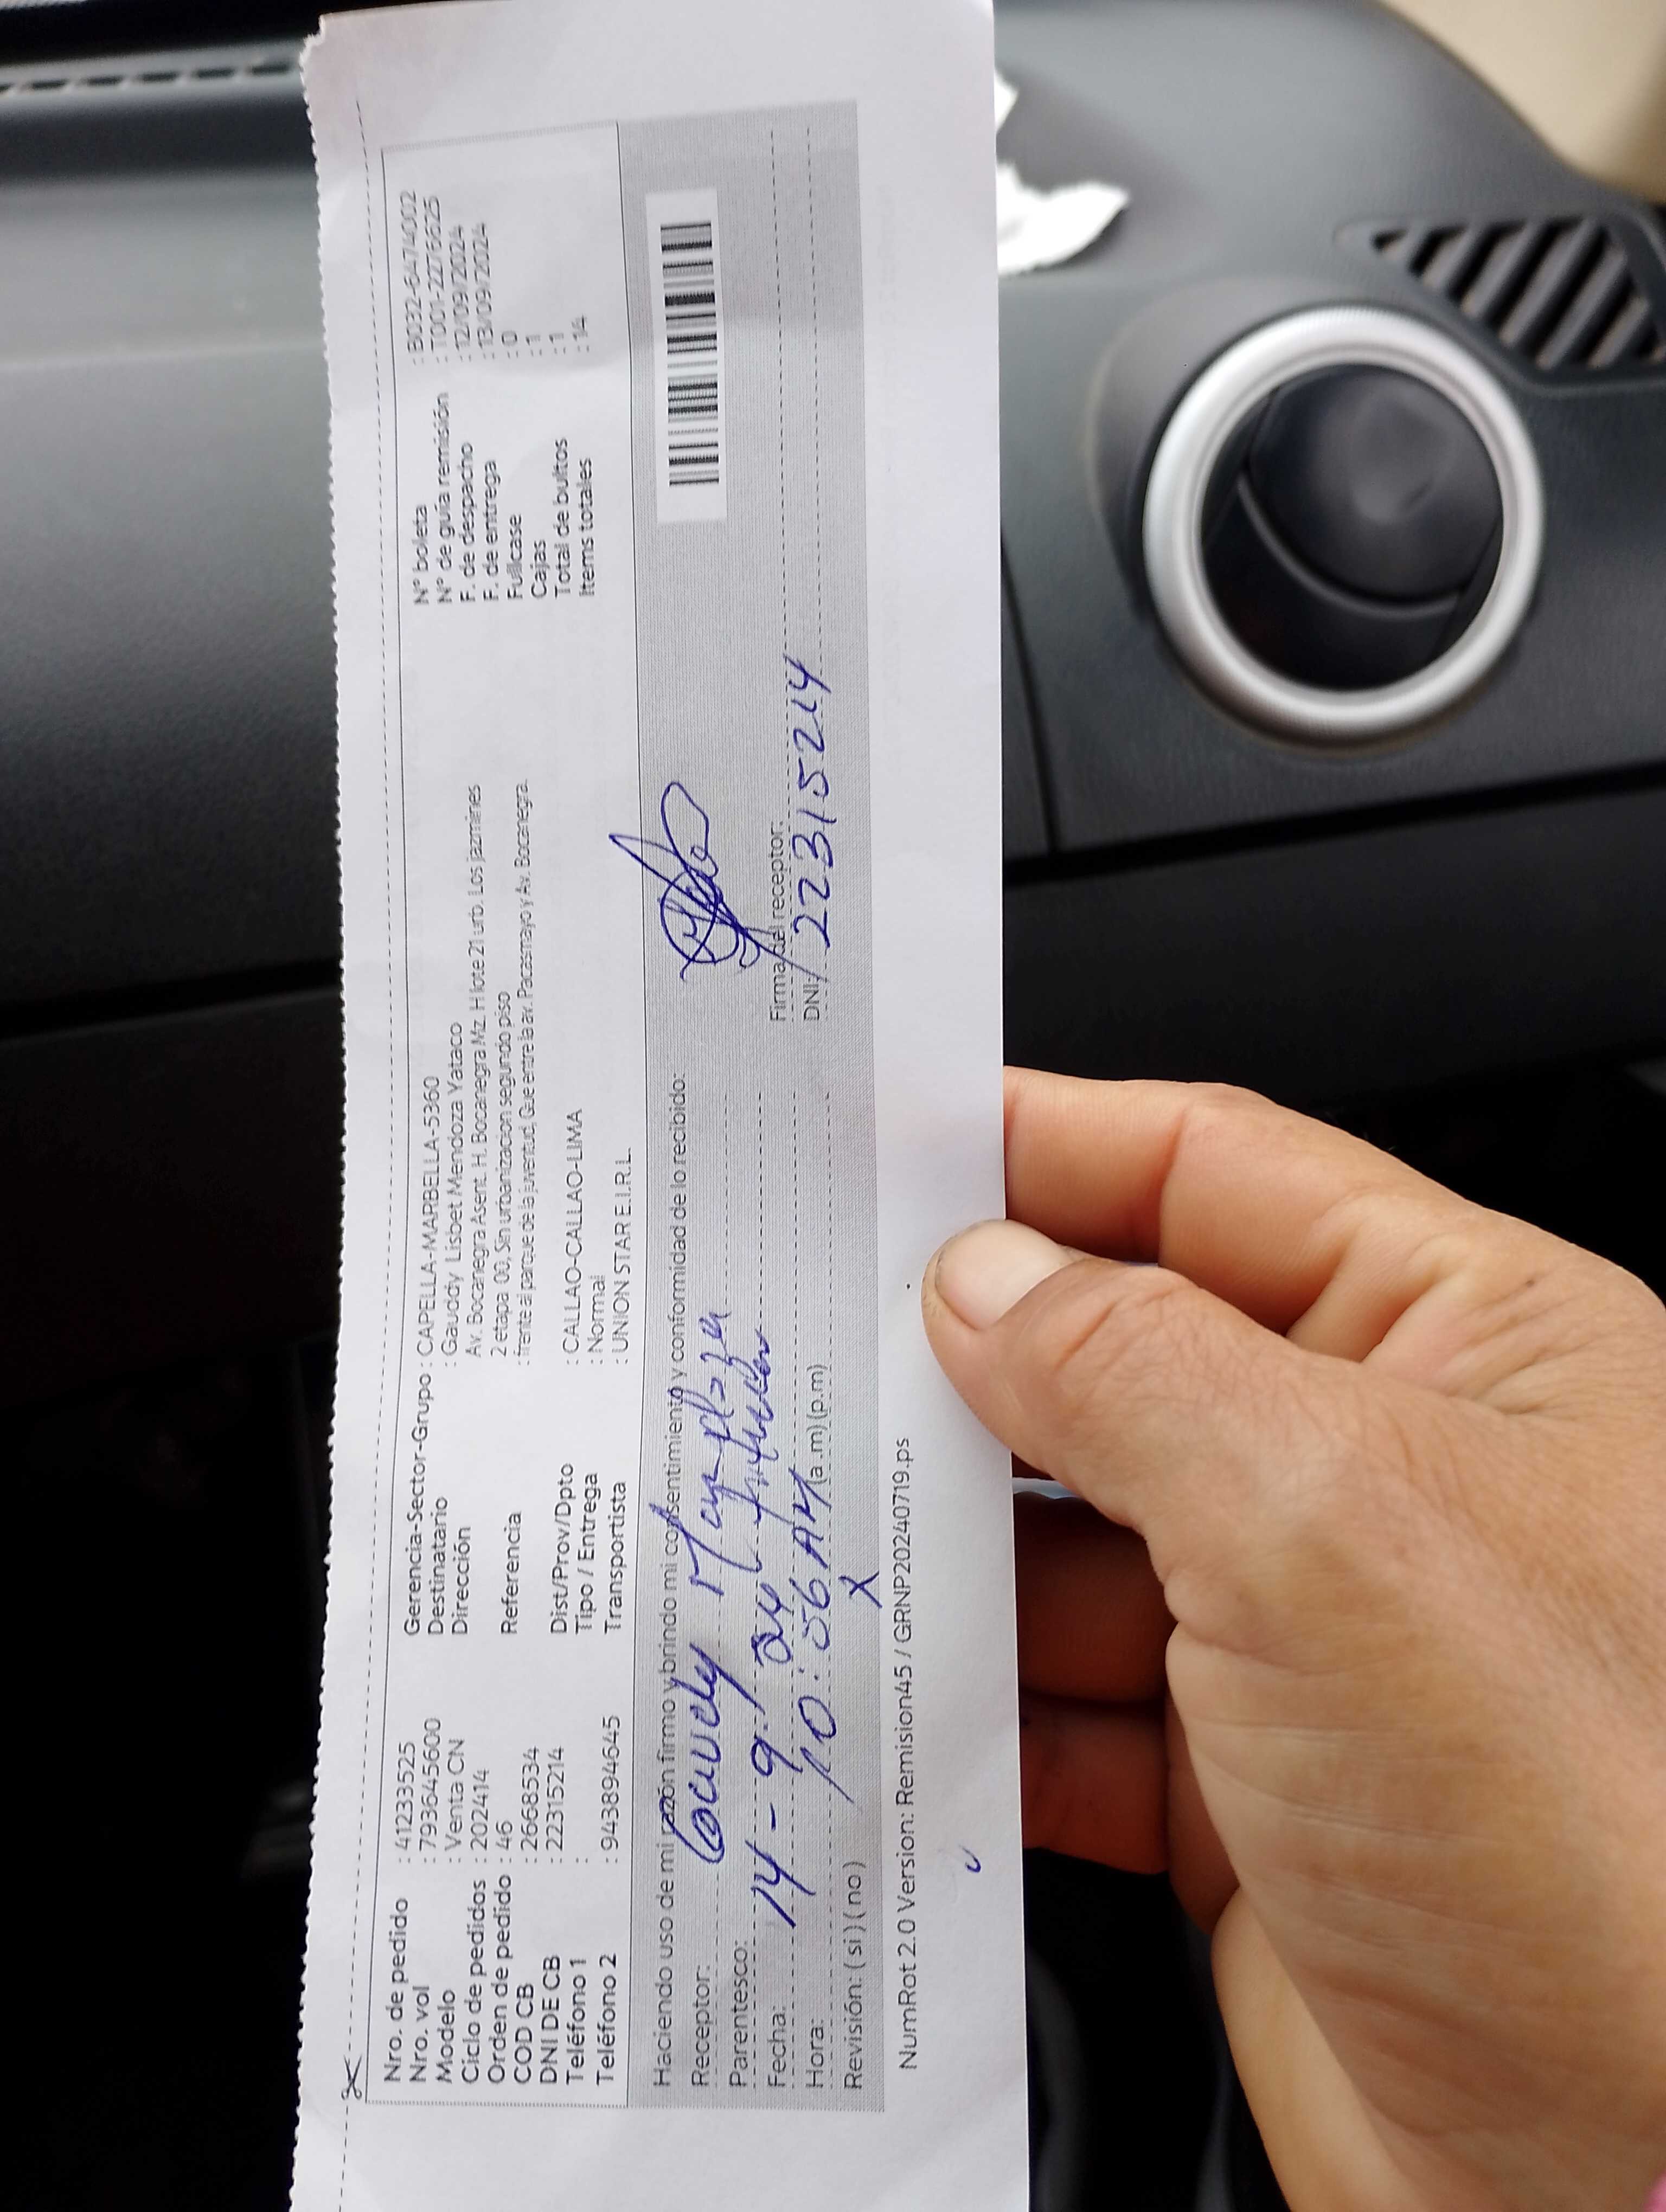 Nro. de pedido : 41233525
Nro. vol : 793645600
Modelo : Venta CN
Ciclo de pedidos : 202414
Orden de pedido : 46
COD CB : 26685​34
DNI DE CB : 22315214
Teléfono 1 :
Teléfono 2 : 943894645
Gerencia-Sector-Grupo : CAPELLA-MARBELLA-5360
Destinatario : Gauddy Lisbet Mendoza Yataco
Dirección Av. Bocanegra Asent. H. Bocanegra Mz. H lote 21 urb. Los jazmines
2 etapa 00, Sin urbanizacion segundo piso
Referencia : frente al parque de la juventud, Que entre la av. Pacasmayo y Av. Bocanegra.
Dist/Prov/Dpto : CALLAO-CALLAO-LIMA
Tipo / Entrega : Normal
Transportista : UNION STAR E.I.R.L.
N° boleta : B032-6474002
N° de guía remisión : T001-2276625
F. de despacho : 12/09/2024
F. de entrega : 13/09/2024
Fullcase : 0
Cajas : 1
Total de bultos : 1
Items totales : 14
Haciendo uso de mi razón firmo y brindo mi consentimiento y conformidad de lo recibido:
Receptor:
Parentesco:
Fecha: 14-9-24
Hora: 10:06 AM (a.m) (p.m)
Revisión: ( si ) ( no ) X
Firma del receptor:
DNI: 22315214
NumRot 2.0 Version: Remision45 / GRNP20240719.ps